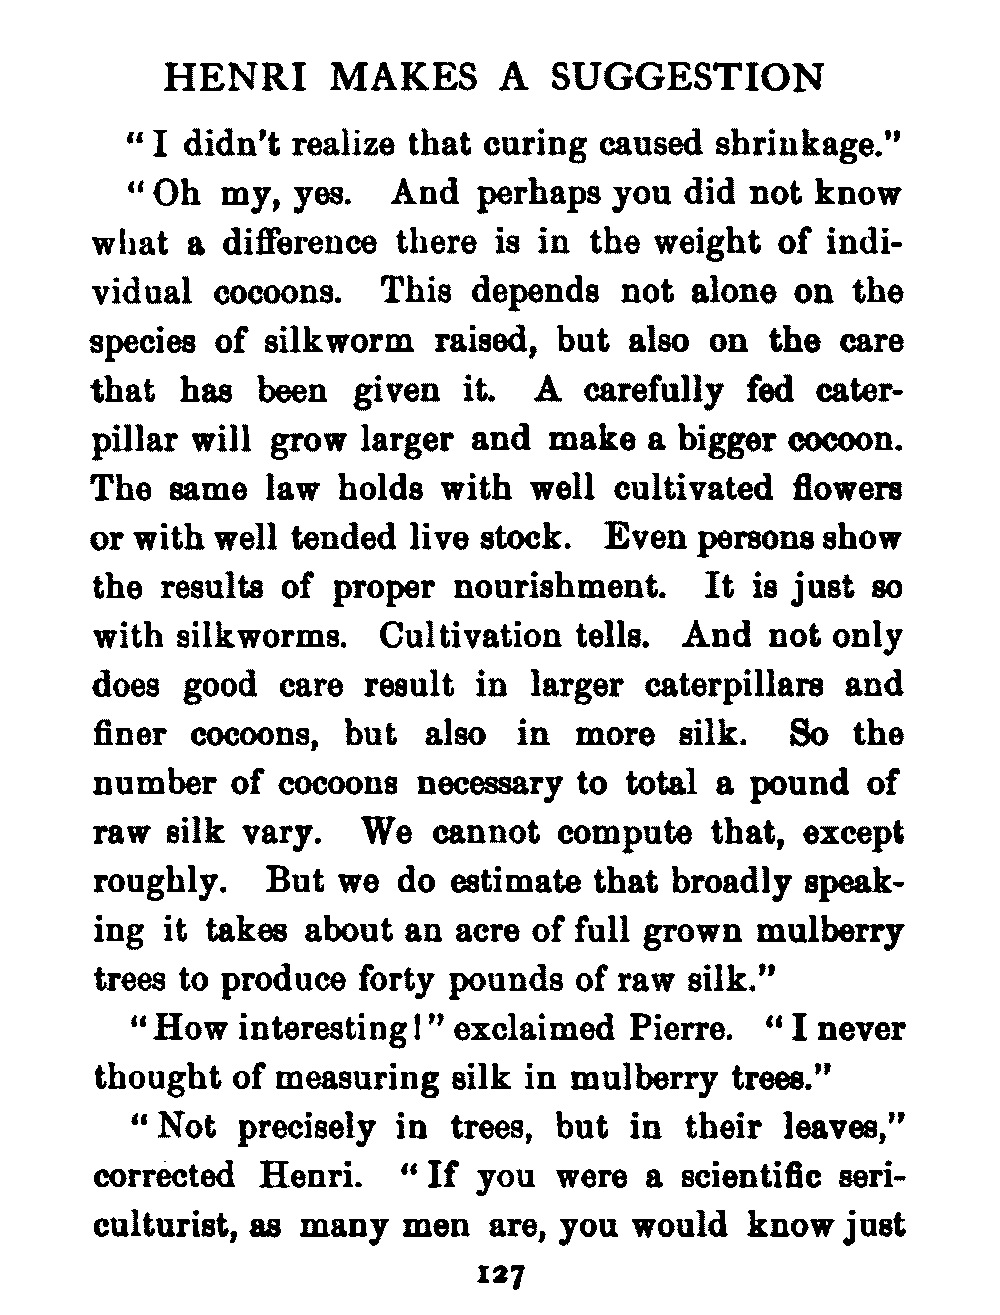 HENRI MAKES A SUGGESTION
“I didn't realize that curing caused shrinkage.”
“Oh my, yes. And perhaps you did not know
what a difference there is in the weight of indi-
vidual cocoons. This depends not alone on the
species of silkworm raised, but also on the care
that has been given it. A carefully fed cater-
pillar will grow larger and make a bigger cocoon.
The same law holds with well cultivated flowers
or with well tended live stock. Even persons show
the results of proper nourishment. It is just so
with silkworms. Cultivation tells. And not only
does good care result in larger caterpillars and
finer cocoons, but also in more silk. So the
number of cocoons necessary to total a pound of
raw silk vary. We cannot compute that, except
roughly. But we do estimate that broadly speak-
ing it takes about an acre of full grown mulberry
trees to produce forty pounds of raw silk.”
“How interesting!” exclaimed Pierre. “I never
thought of measuring silk in mulberry trees.”
“Not precisely in trees, but in their leaves,”
corrected Henri. “If you were a scientific seri-
culturist, as many men are, you would know just
127